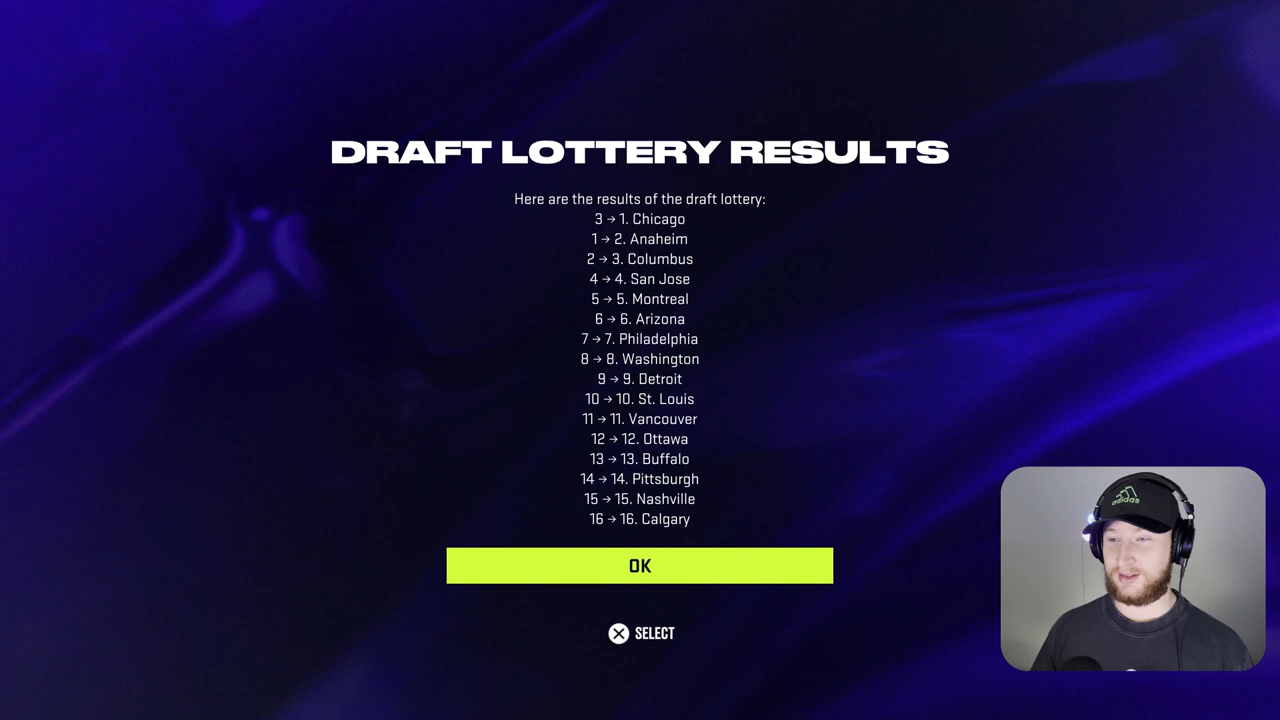 DRAFT LOTTERY RESULTS
Here are the results of the draft lottery:
3 → 1. Chicago
1 → 2. Anaheim
2 → 3. Columbus
4 → 4. San Jose
5 → 5. Montreal
6 → 6. Arizona
7 → 7. Philadelphia
8 → 8. Washington
9 → 9. Detroit
10 → 10. St. Louis
11 → 11. Vancouver
12 → 12. Ottawa
13 → 13. Buffalo
14 → 14. Pittsburgh
15 → 15. Nashville
16 → 16. Calgary
OK
SELECT
adidas